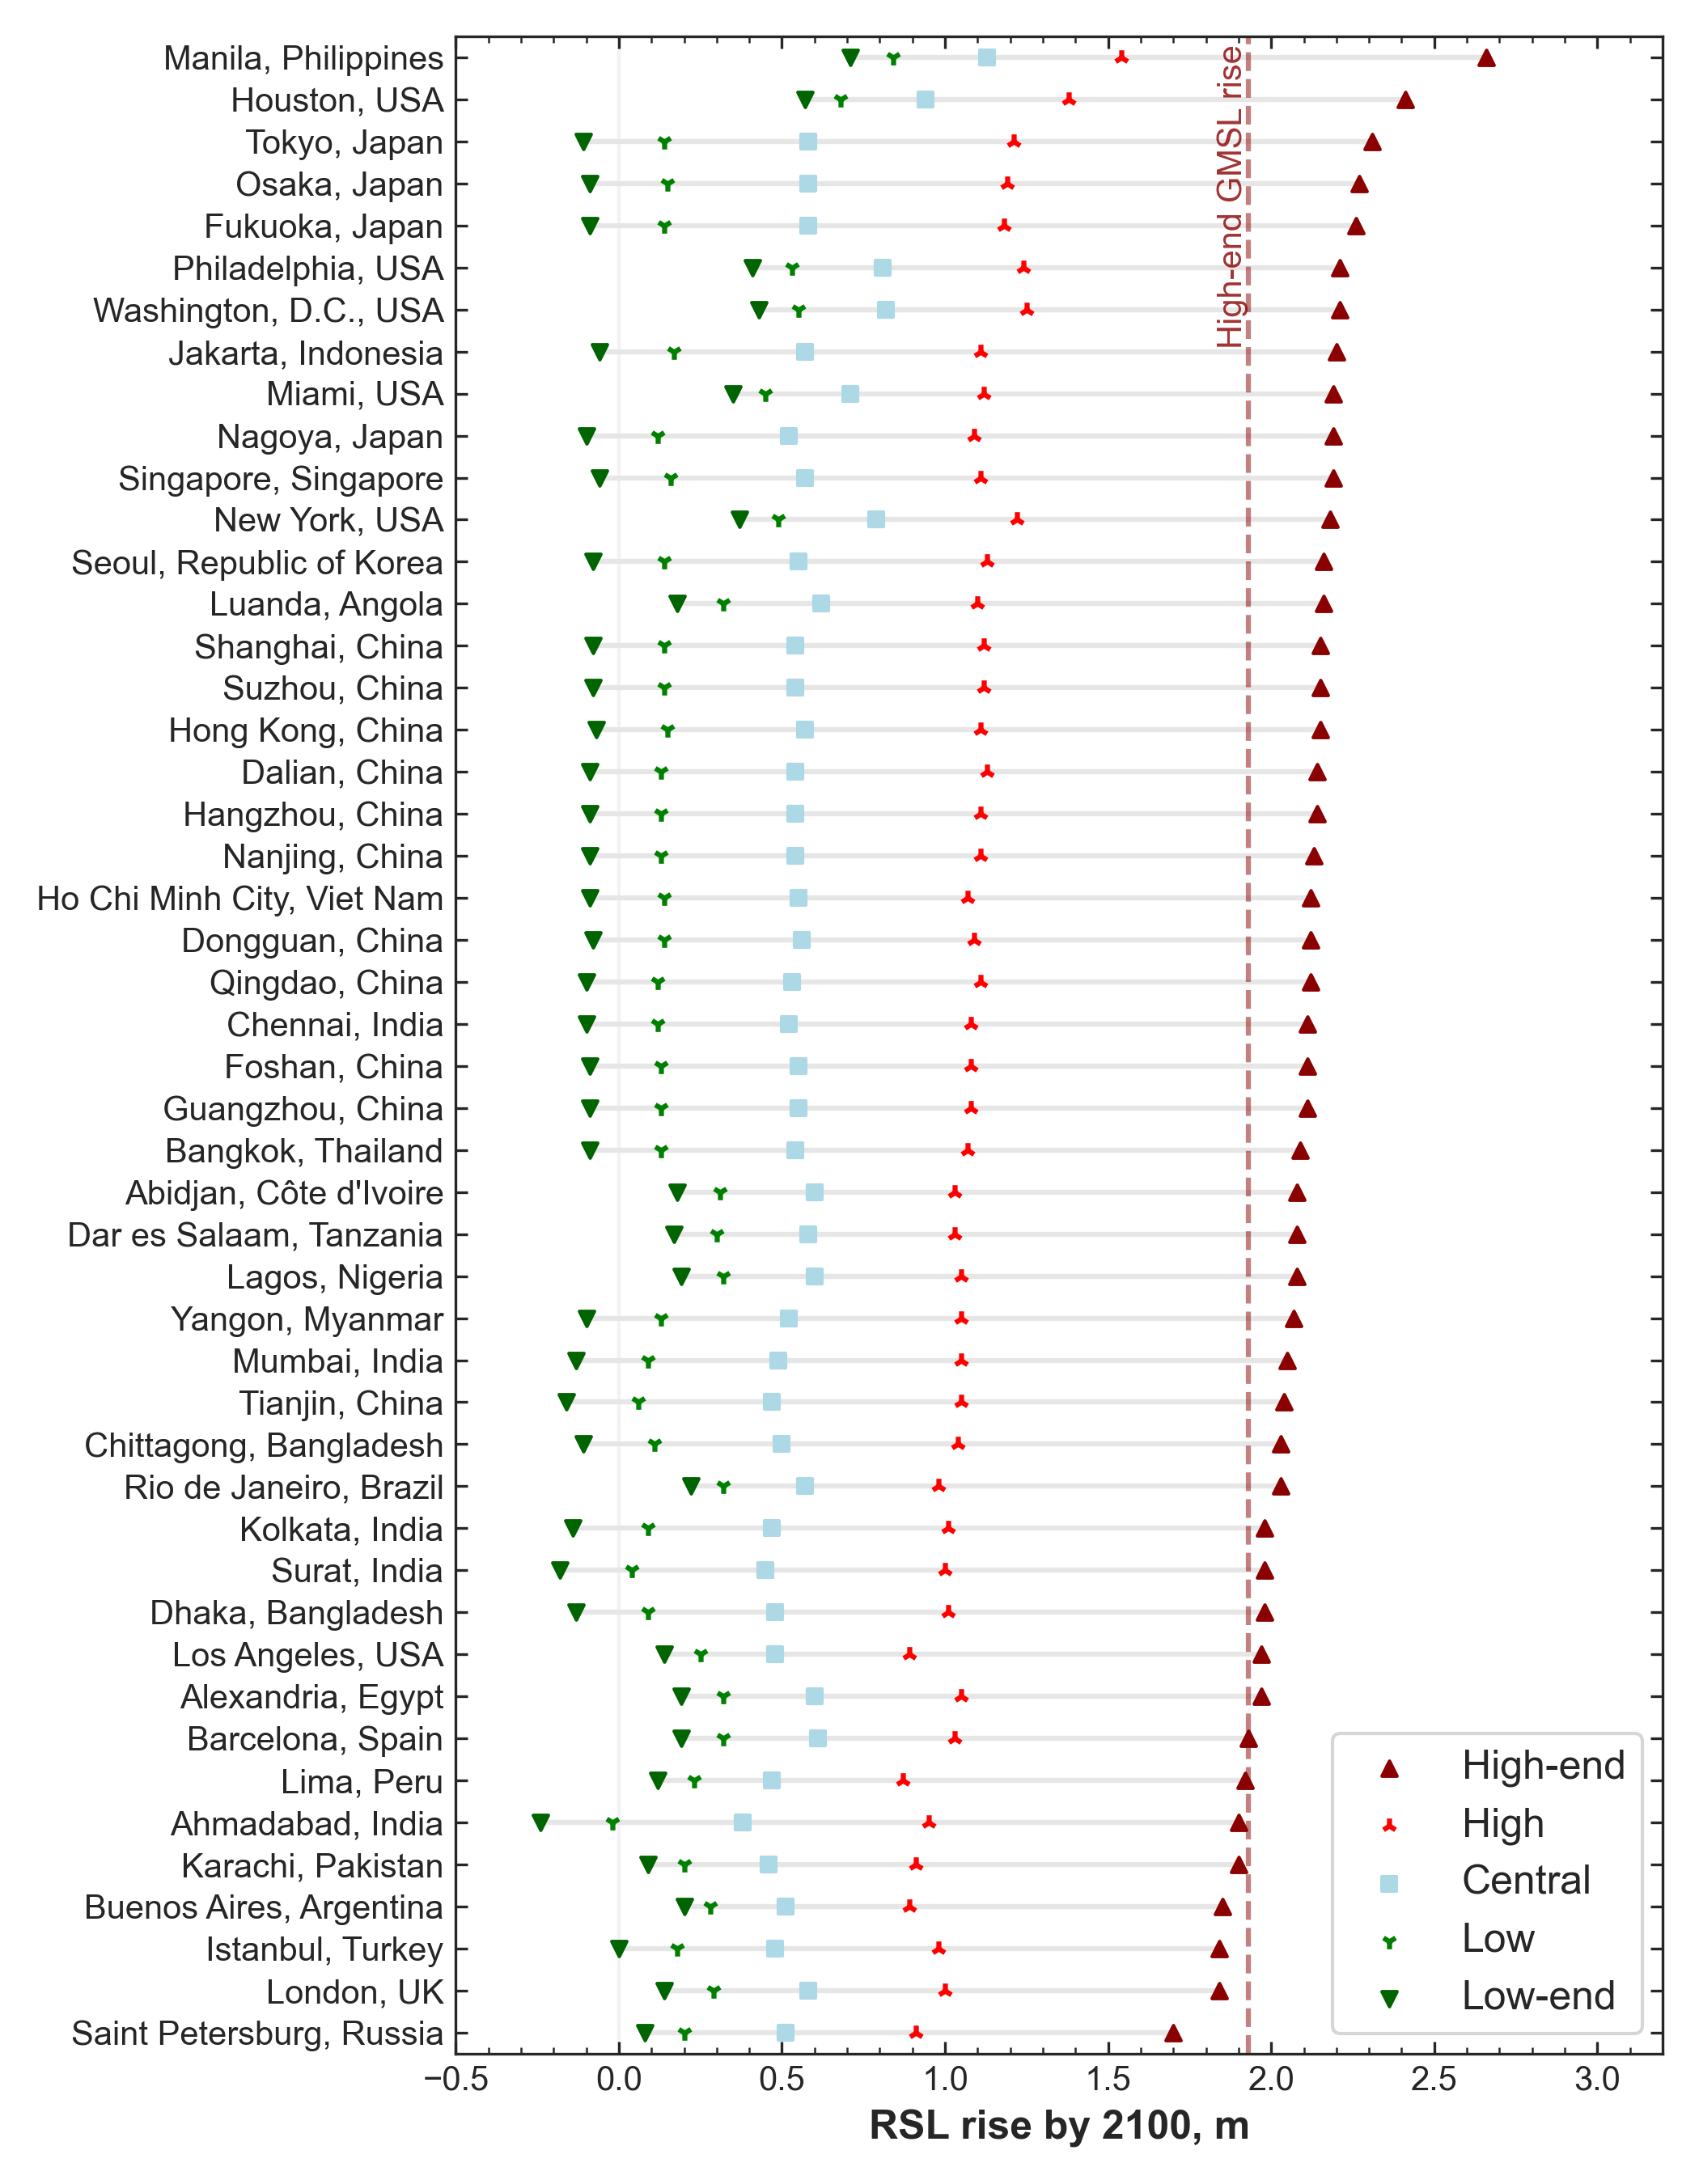 Manila, Philippines
Houston, USA
Tokyo, Japan
Osaka, Japan
Fukuoka, Japan
Philadelphia, USA
Washington, D.C., USA
Jakarta, Indonesia
Miami, USA
Nagoya, Japan
Singapore, Singapore
New York, USA
Seoul, Republic of Korea
Luanda, Angola
Shanghai, China
Suzhou, China
Hong Kong, China
Dalian, China
Hangzhou, China
Nanjing, China
Ho Chi Minh City, Viet Nam
Dongguan, China
Qingdao, China
Chennai, India
Foshan, China
Guangzhou, China
Bangkok, Thailand
Abidjan, Côte d'Ivoire
Dar es Salaam, Tanzania
Lagos, Nigeria
Yangon, Myanmar
Mumbai, India
Tianjin, China
Chittagong, Bangladesh
Rio de Janeiro, Brazil
Kolkata, India
Surat, India
Dhaka, Bangladesh
Los Angeles, USA
Alexandria, Egypt
Barcelona, Spain
Lima, Peru
Ahmadabad, India
Karachi, Pakistan
Buenos Aires, Argentina
Istanbul, Turkey
London, UK
Saint Petersburg, Russia
High-end GMSL rise
High-end
High
Central
Low
Low-end
−0.5 0.0 0.5 1.0 1.5 2.0 2.5 3.0
RSL rise by 2100, m